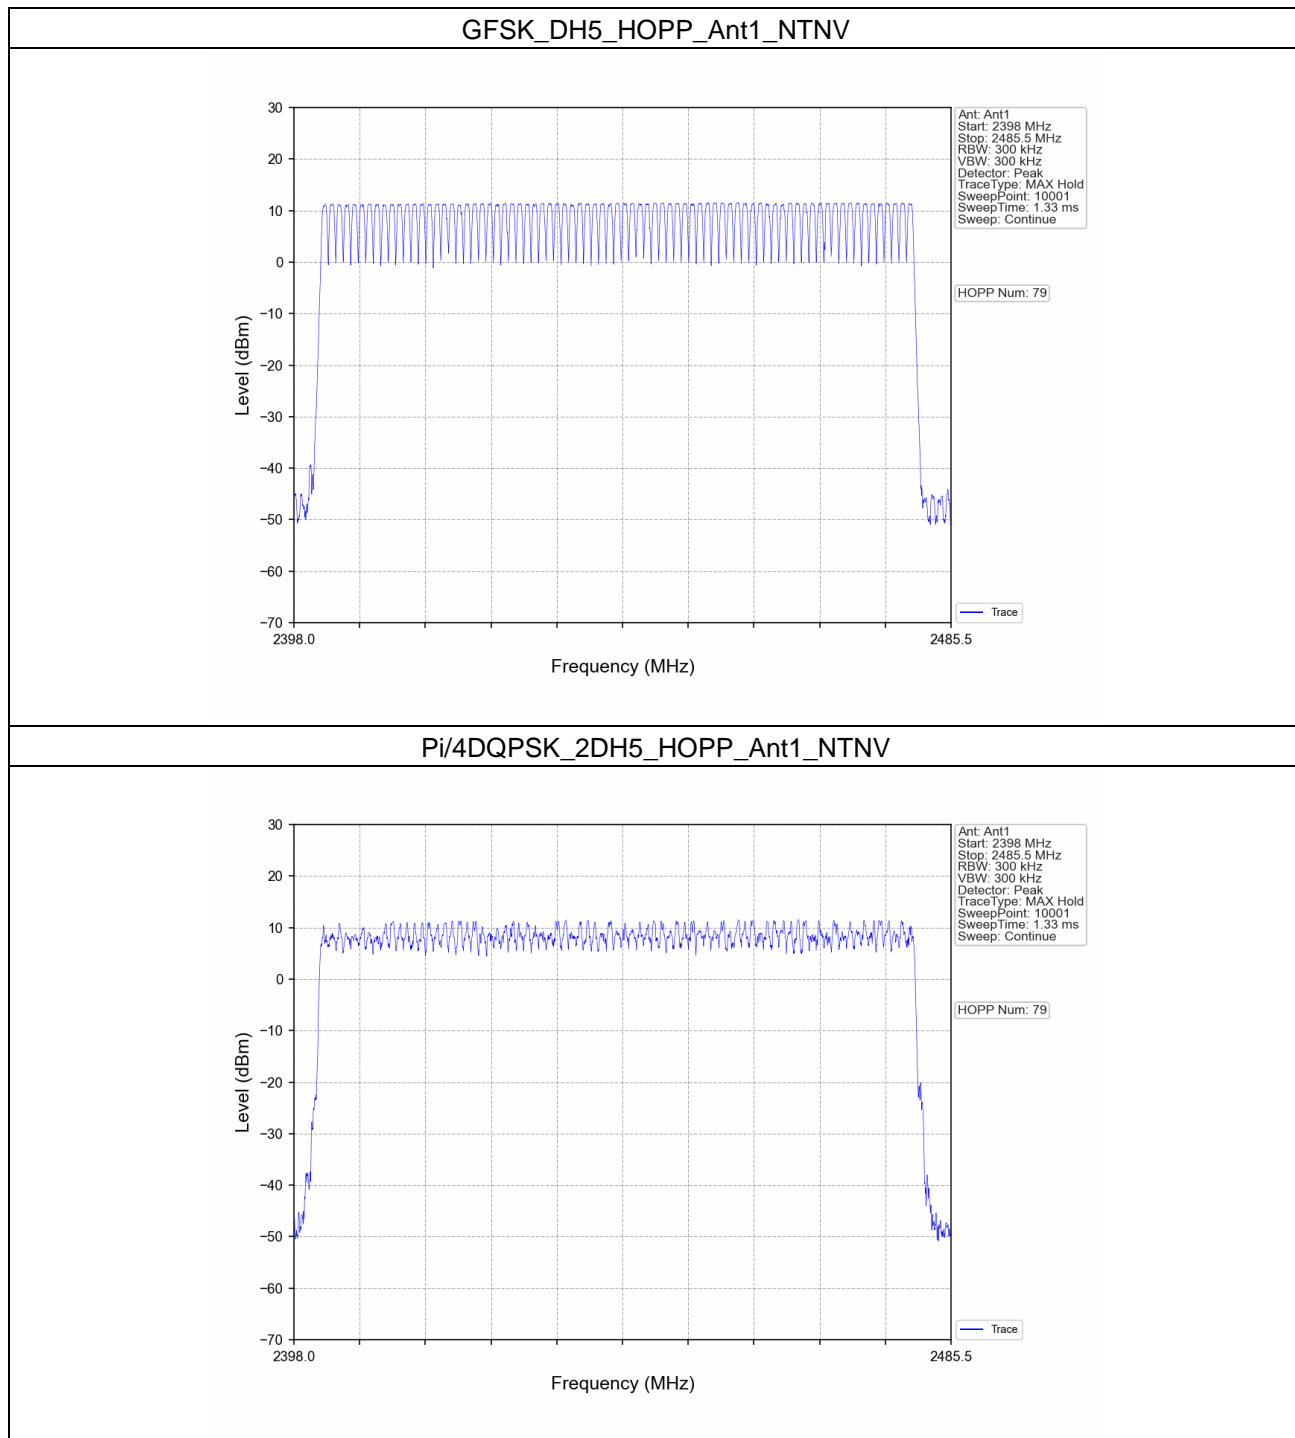 GFSK_DH5_HOPP_Ant1_NTNV
30
20
10
0
−10
−20
−30
−40
−50
−60
−70
Level (dBm)
2398.0
2485.5
Frequency (MHz)
Ant: Ant1
Start: 2398 MHz
Stop: 2485.5 MHz
RBW: 300 kHz
VBW: 300 kHz
Detector: Peak
TraceType: MAX Hold
SweepPoint: 10001
SweepTime: 1.33 ms
Sweep: Continue
HOPP Num: 79
Trace
Pi/4DQPSK_2DH5_HOPP_Ant1_NTNV
30
20
10
0
−10
−20
−30
−40
−50
−60
−70
Level (dBm)
2398.0
2485.5
Frequency (MHz)
Ant: Ant1
Start: 2398 MHz
Stop: 2485.5 MHz
RBW: 300 kHz
VBW: 300 kHz
Detector: Peak
TraceType: MAX Hold
SweepPoint: 10001
SweepTime: 1.33 ms
Sweep: Continue
HOPP Num: 79
Trace